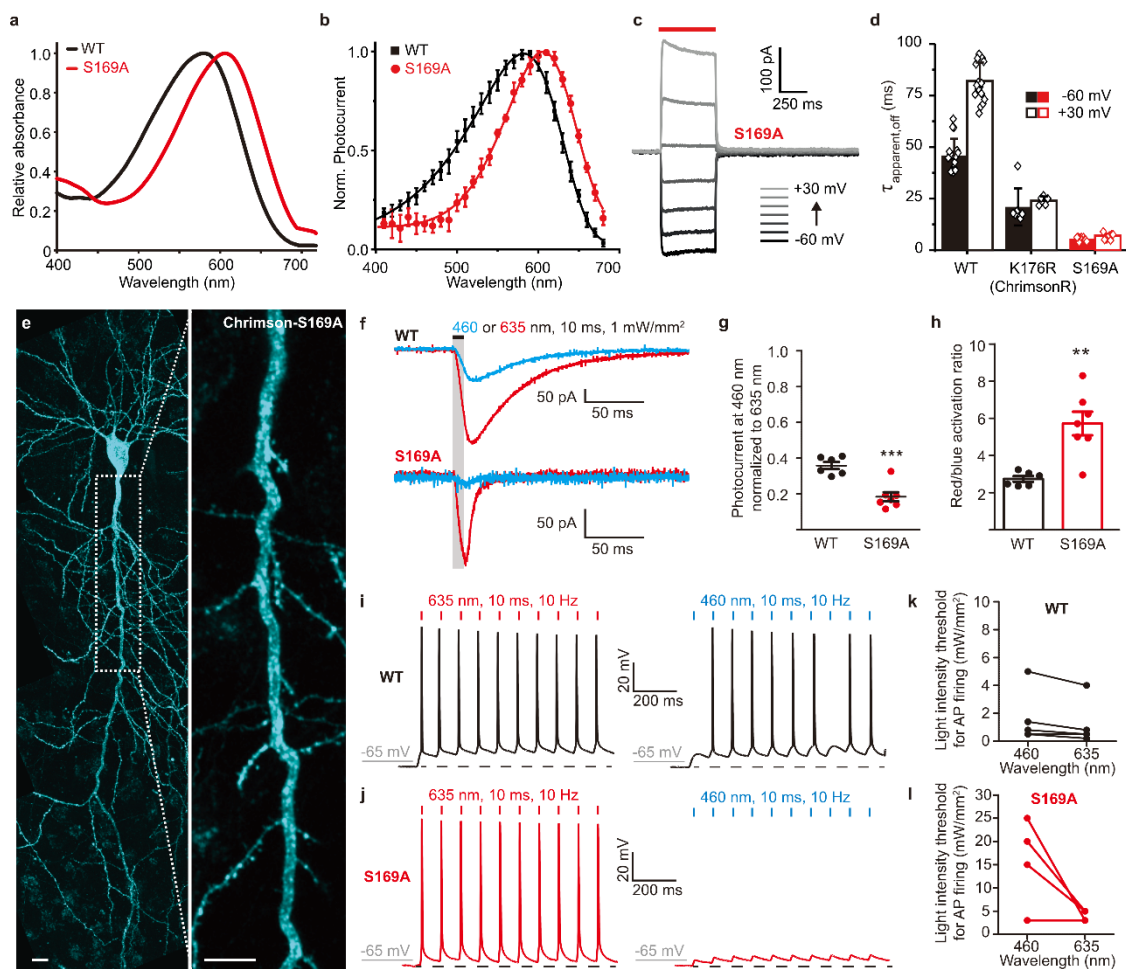 a
WT
S169A
Relative absorbance
1.0
0.8
0.6
0.4
0.2
0
400 500 600 700
Wavelength (nm)
b
WT
S169A
Norm. Photocurrent
1.0
0.5
0.0
400 500 600 700
Wavelength (nm)
c
100 pA
250 ms
S169A
+30 mV
-60 mV
d
τapparent,off (ms)
100
75
50
25
0
-60 mV
+30 mV
WT K176R S169A
(ChrimsonR)
e
Chrimson-S169A
f
460 or 635 nm, 10 ms, 1 mW/mm²
WT
50 pA
50 ms
S169A
50 pA
50 ms
g
Photocurrent at 460 nm
normalized to 635 nm
1.0
0.8
0.6
0.4
0.2
***
WT S169A
h
Red/blue activation ratio
10
8
6
4
2
**
WT S169A
i
635 nm, 10 ms, 10 Hz
460 nm, 10 ms, 10 Hz
WT
20 mV
200 ms
-65 mV
-65 mV
j
635 nm, 10 ms, 10 Hz
460 nm, 10 ms, 10 Hz
S169A
20 mV
200 ms
-65 mV
-65 mV
k
WT
Light intensity threshold
for AP firing (mW/mm²)
10
8
6
4
2
0
460 635
Wavelength (nm)
l
S169A
Light intensity threshold
for AP firing (mW/mm²)
30
25
20
15
10
5
0
460 635
Wavelength (nm)